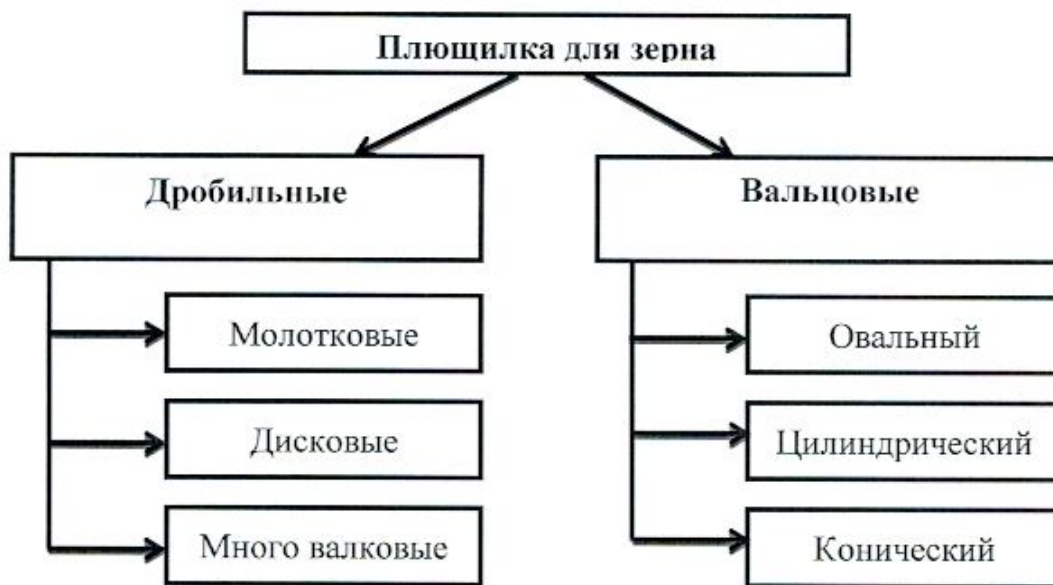 Плющилка для зерна
Дробильные
Молотковые
Дисковые
Много валковые
Вальцовые
Овальный
Цилиндрический
Конический